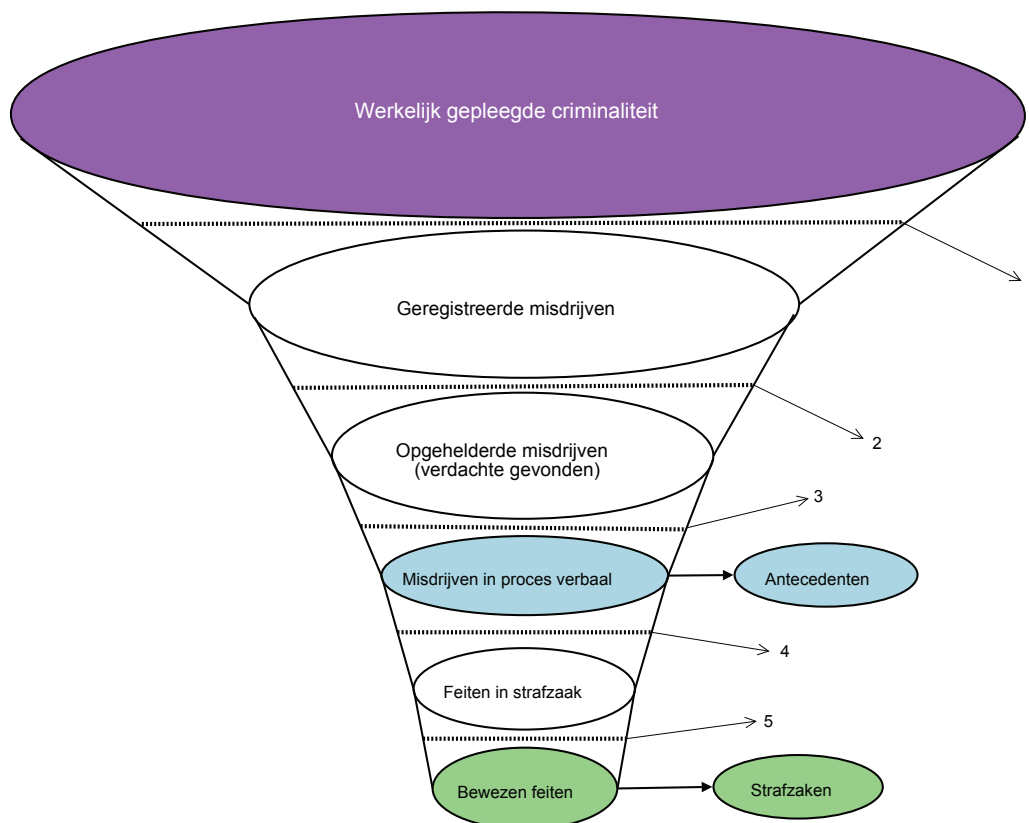 Werkelijk gepleegde criminaliteit
Geregistreerde misdrijven
2
Opgehelderde misdrijven
(verdachte gevonden)
3
Misdrijven in proces verbaal
Antecedenten
4
Feiten in strafzaak
5
Bewezen feiten
Strafzaken